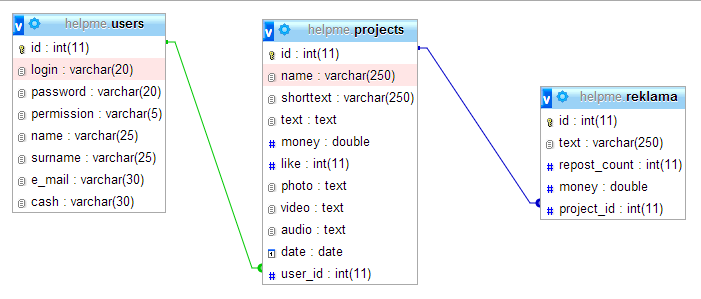 helpme users
id : int(11)
login : varchar(20)
password : varchar(20)
permission : varchar(5)
name : varchar(25)
surname : varchar(25)
e_mail : varchar(30)
cash : varchar(30)
helpme projects
id : int(11)
name : varchar(250)
shorttext : varchar(250)
text : text
money : double
like : int(11)
photo : text
video : text
audio : text
date : date
user_id : int(11)
helpme reklama
id : int(11)
text : varchar(250)
repost_count : int(11)
money : double
project_id : int(11)